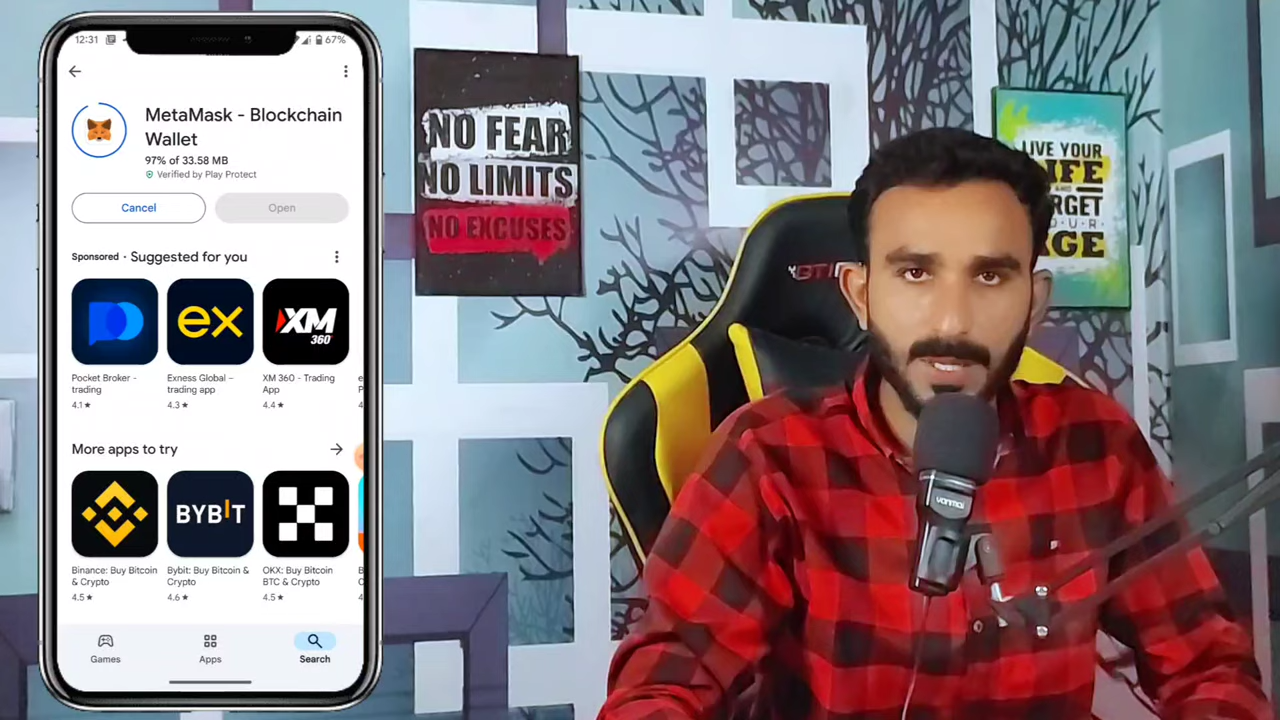 12:31
67%
MetaMask - Blockchain
Wallet
97% of 33.58 MB
Verified by Play Protect
Cancel
Open
Sponsored · Suggested for you
ex
XM
360
Pocket Broker -
trading
4.1★
Exness Global –
trading app
4.3★
XM 360 - Trading
App
4.4★
More apps to try
BYBIT
Binance: Buy Bitcoin
& Crypto
4.5★
Bybit: Buy Bitcoin &
Crypto
4.6★
OKX: Buy Bitcoin
BTC & Crypto
4.5★
Games
Apps
Search
NO FEAR
NO LIMITS
NO EXCUSES
LIVE YOUR
LIFE
AND